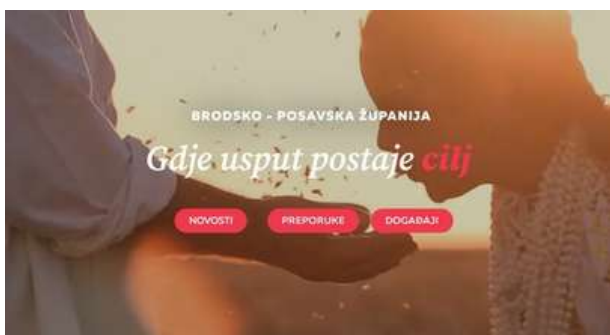 BRODSKO - POSAVSKA ŽUPANIJA
Gdje usput postaje cilj
NOVOSTI PREPORUKE DOGAĐAJI